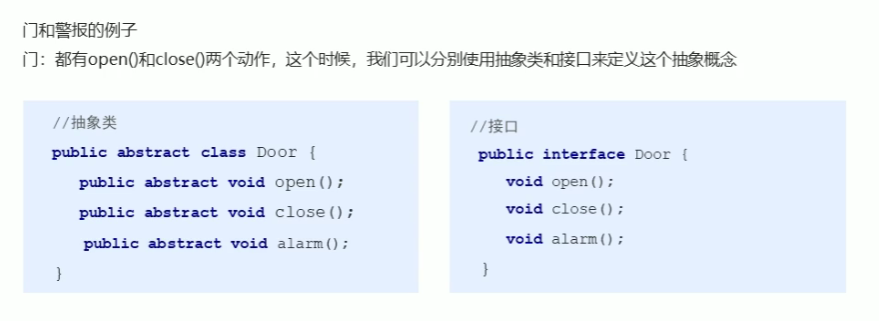 门和警报的例子
门：都有open()和close()两个动作，这个时候，我们可以分别使用抽象类和接口来定义这个抽象概念
//抽象类
public abstract class Door {
public abstract void open();
public abstract void close();
public abstract void alarm();
}
//接口
public interface Door {
void open();
void close();
void alarm();
}